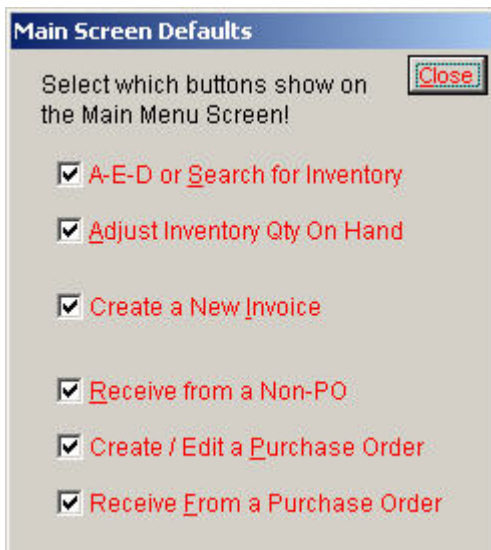 Main Screen Defaults
Close
Select which buttons show on
the Main Menu Screen!
A-E-D or Search for Inventory
Adjust Inventory Qty On Hand
Create a New Invoice
Receive from a Non-PO
Create / Edit a Purchase Order
Receive From a Purchase Order